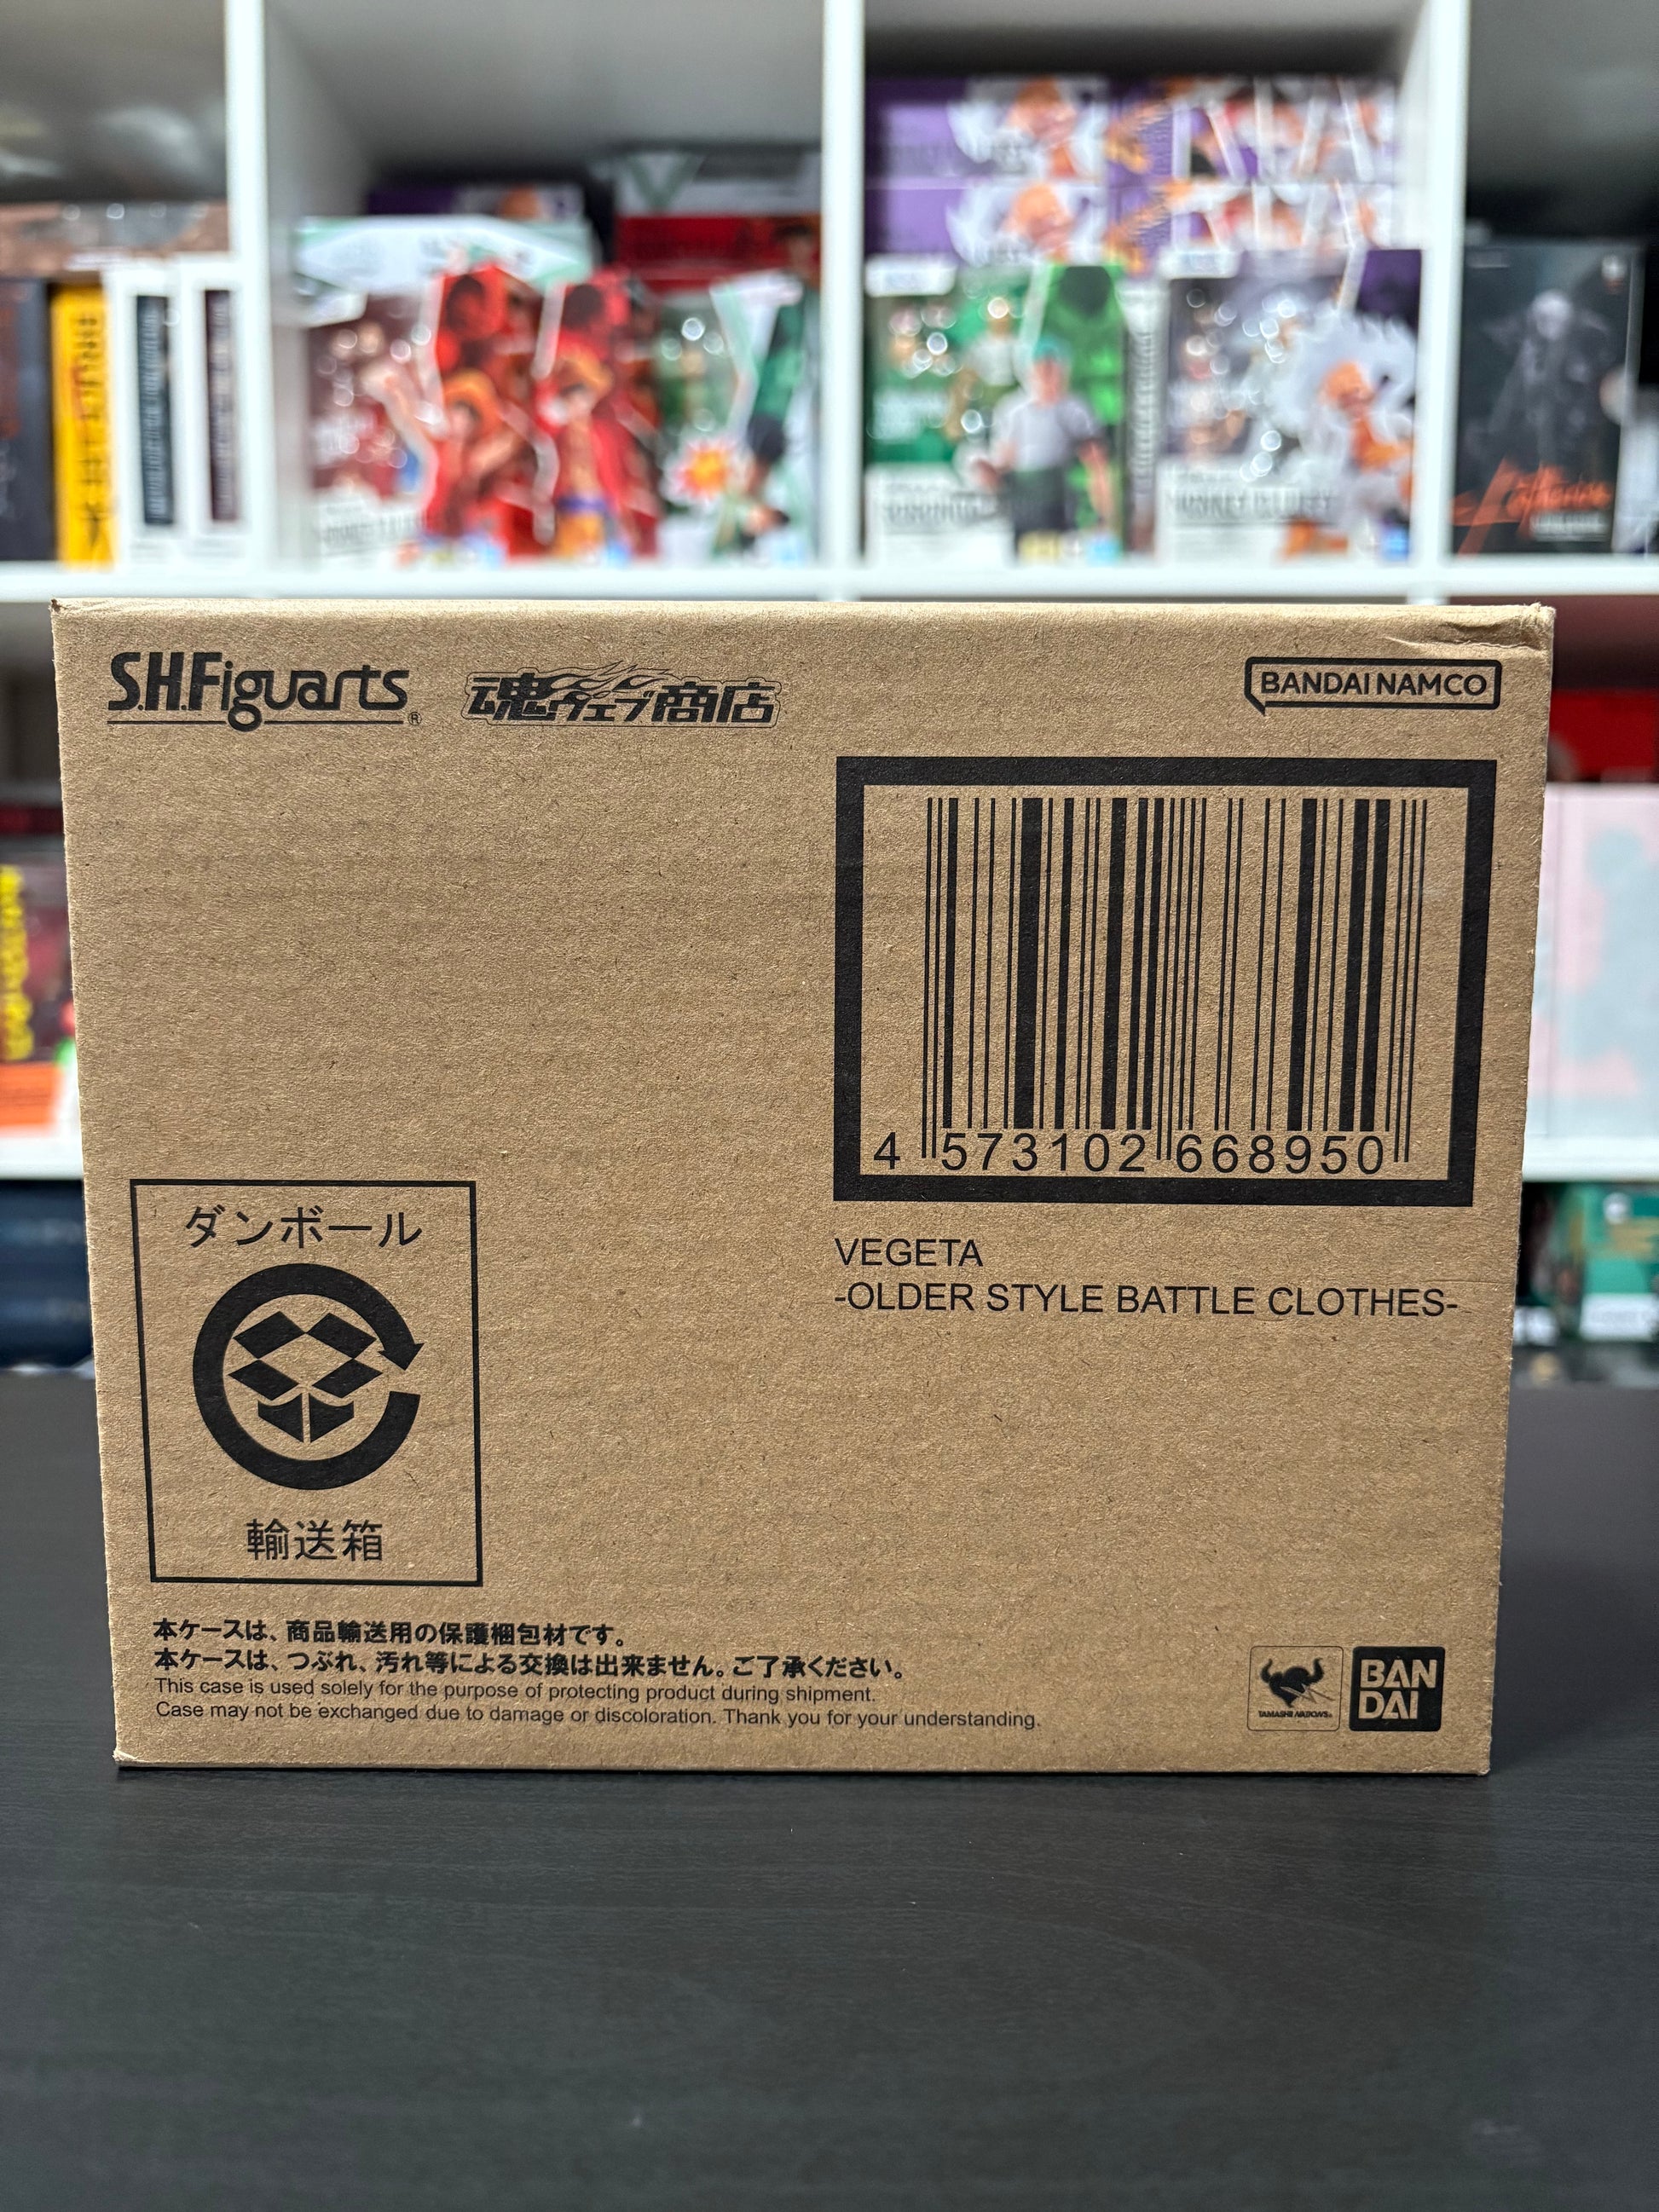 S.H.Figuarts®
魂ウェブ商店
BANDAI NAMCO
4 573102 668950
VEGETA
-OLDER STYLE BATTLE CLOTHES-
ダンボール
輸送箱
本ケースは、商品輸送用の保護梱包材です。
本ケースは、つぶれ、汚れ等による交換は出来ません。ご了承ください。
This case is used solely for the purpose of protecting product during shipment.
Case may not be exchanged due to damage or discoloration. Thank you for your understanding.
TAMASHII NATIONS
BAN
DAI